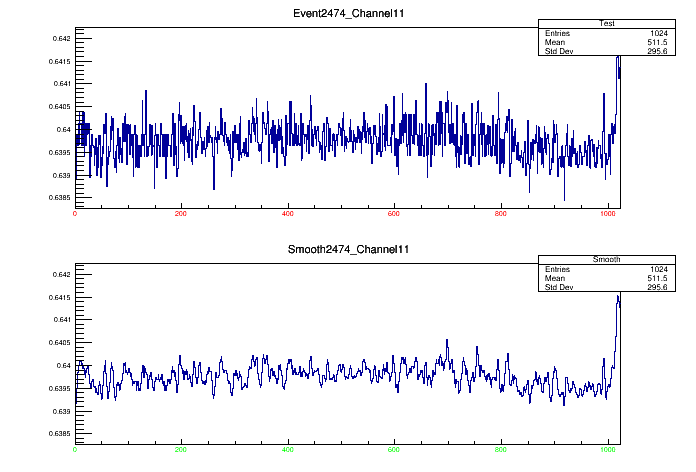 Event2474_Channel11
Test
Entries 1024
Mean 511.5
Std Dev 295.6
0.642
0.6415
0.641
0.6405
0.64
0.6395
0.639
0.6385
0 200 400 600 800 1000
Smooth2474_Channel11
Smooth
Entries 1024
Mean 511.5
Std Dev 295.6
0.642
0.6415
0.641
0.6405
0.64
0.6395
0.639
0.6385
0 200 400 600 800 1000